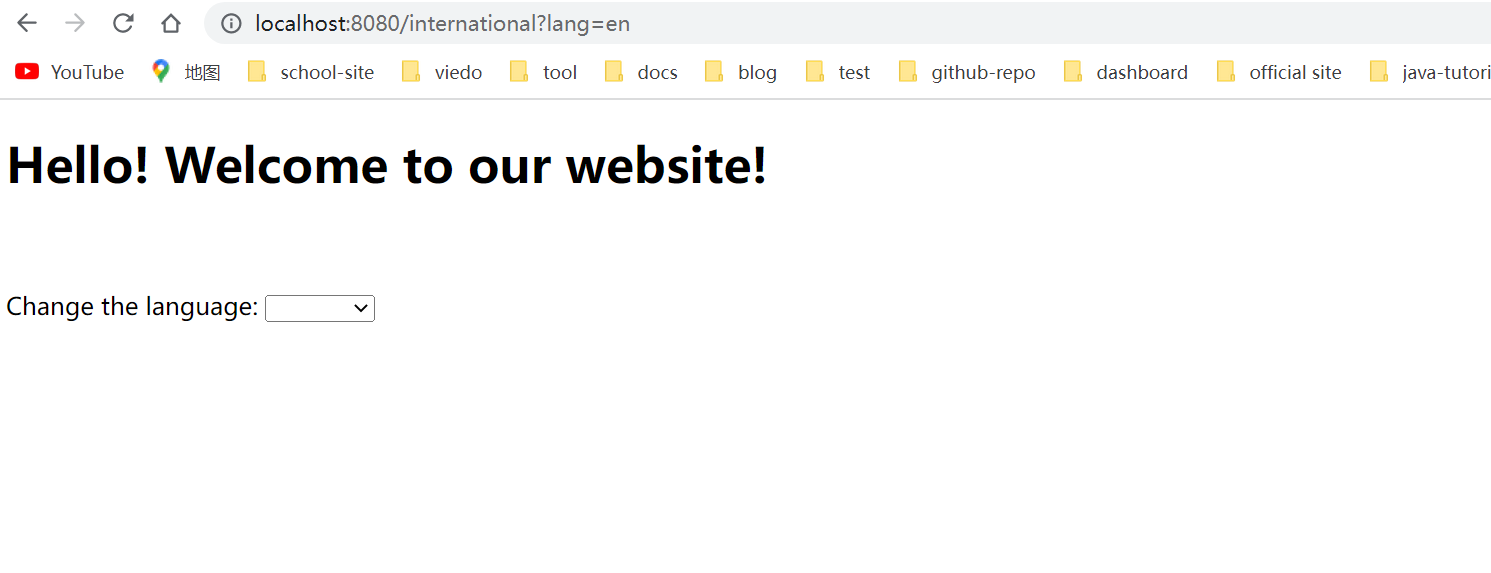 localhost:8080/international?lang=en
YouTube 地图 school-site viedo tool docs blog test github-repo dashboard official site java-tutori
Hello! Welcome to our website!
Change the language: